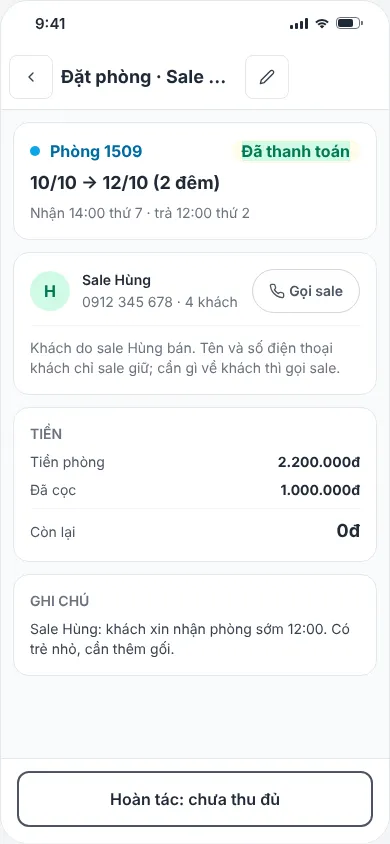 9:41
Đặt phòng · Sale ...
Phòng 1509
Đã thanh toán
10/10 → 12/10 (2 đêm)
Nhận 14:00 thứ 7 · trả 12:00 thứ 2
H
Sale Hùng
0912 345 678 · 4 khách
Gọi sale
Khách do sale Hùng bán. Tên và số điện thoại
khách chỉ sale giữ; cần gì về khách thì gọi sale.
TIỀN
Tiền phòng 2.200.000đ
Đã cọc 1.000.000đ
Còn lại 0đ
GHI CHÚ
Sale Hùng: khách xin nhận phòng sớm 12:00. Có
trẻ nhỏ, cần thêm gối.
Hoàn tác: chưa thu đủ